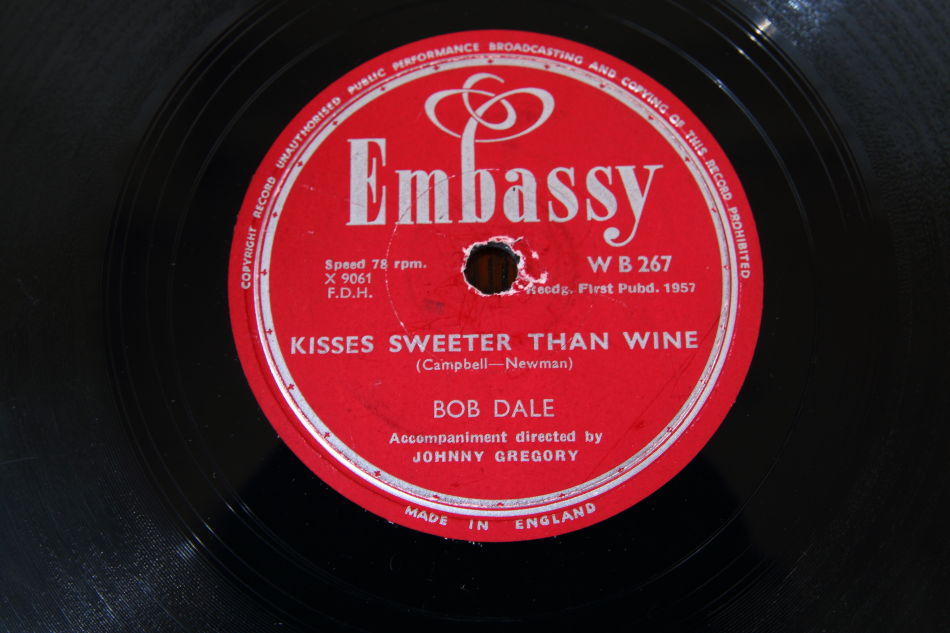 COPYRIGHT RECORD UNAUTHORISED PUBLIC PERFORMANCE BROADCASTING AND COPYING OF THIS RECORD PROHIBITED
Embassy
Speed 78 rpm.
X 9061
F.D.H.
WB 267
Recdg. First Pubd. 1957
KISSES SWEETER THAN WINE
(Campbell—Newman)
BOB DALE
Accompaniment directed by
JOHNNY GREGORY
MADE IN ENGLAND